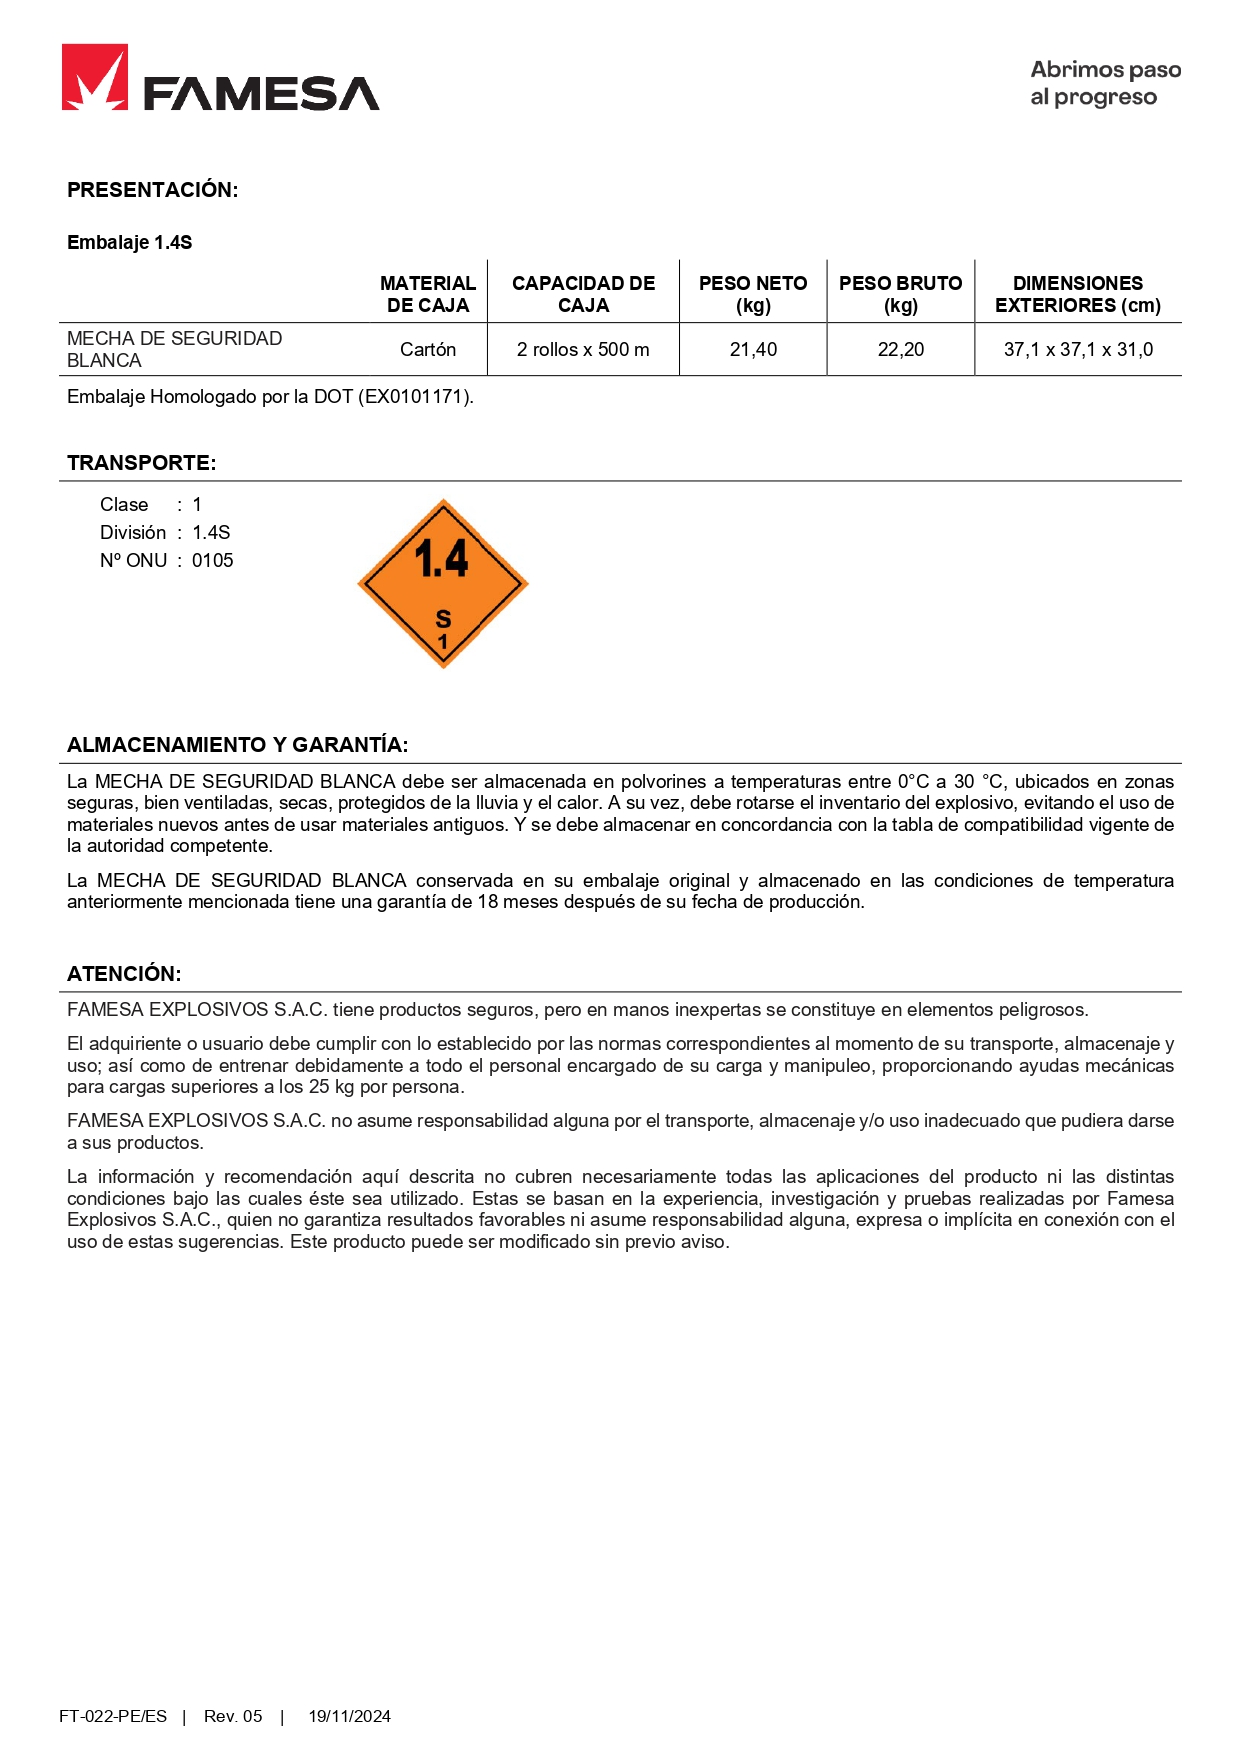 FAMESA
Abrimos paso
al progreso
PRESENTACIÓN:
Embalaje 1.4S
MATERIAL DE CAJA | CAPACIDAD DE CAJA | PESO NETO (kg) | PESO BRUTO (kg) | DIMENSIONES EXTERIORES (cm)
MECHA DE SEGURIDAD BLANCA | Cartón | 2 rollos x 500 m | 21,40 | 22,20 | 37,1 x 37,1 x 31,0
Embalaje Homologado por la DOT (EX0101171).
TRANSPORTE:
Clase : 1
División : 1.4S
Nº ONU : 0105
1.4
S
1
ALMACENAMIENTO Y GARANTÍA:
La MECHA DE SEGURIDAD BLANCA debe ser almacenada en polvorines a temperaturas entre 0°C a 30 °C, ubicados en zonas
seguras, bien ventiladas, secas, protegidos de la lluvia y el calor. A su vez, debe rotarse el inventario del explosivo, evitando el uso de
materiales nuevos antes de usar materiales antiguos. Y se debe almacenar en concordancia con la tabla de compatibilidad vigente de
la autoridad competente.
La MECHA DE SEGURIDAD BLANCA conservada en su embalaje original y almacenado en las condiciones de temperatura
anteriormente mencionada tiene una garantía de 18 meses después de su fecha de producción.
ATENCIÓN:
FAMESA EXPLOSIVOS S.A.C. tiene productos seguros, pero en manos inexpertas se constituye en elementos peligrosos.
El adquiriente o usuario debe cumplir con lo establecido por las normas correspondientes al momento de su transporte, almacenaje y
uso; así como de entrenar debidamente a todo el personal encargado de su carga y manipuleo, proporcionando ayudas mecánicas
para cargas superiores a los 25 kg por persona.
FAMESA EXPLOSIVOS S.A.C. no asume responsabilidad alguna por el transporte, almacenaje y/o uso inadecuado que pudiera darse
a sus productos.
La información y recomendación aquí descrita no cubren necesariamente todas las aplicaciones del producto ni las distintas
condiciones bajo las cuales éste sea utilizado. Estas se basan en la experiencia, investigación y pruebas realizadas por Famesa
Explosivos S.A.C., quien no garantiza resultados favorables ni asume responsabilidad alguna, expresa o implícita en conexión con el
uso de estas sugerencias. Este producto puede ser modificado sin previo aviso.
FT-022-PE/ES | Rev. 05 | 19/11/2024